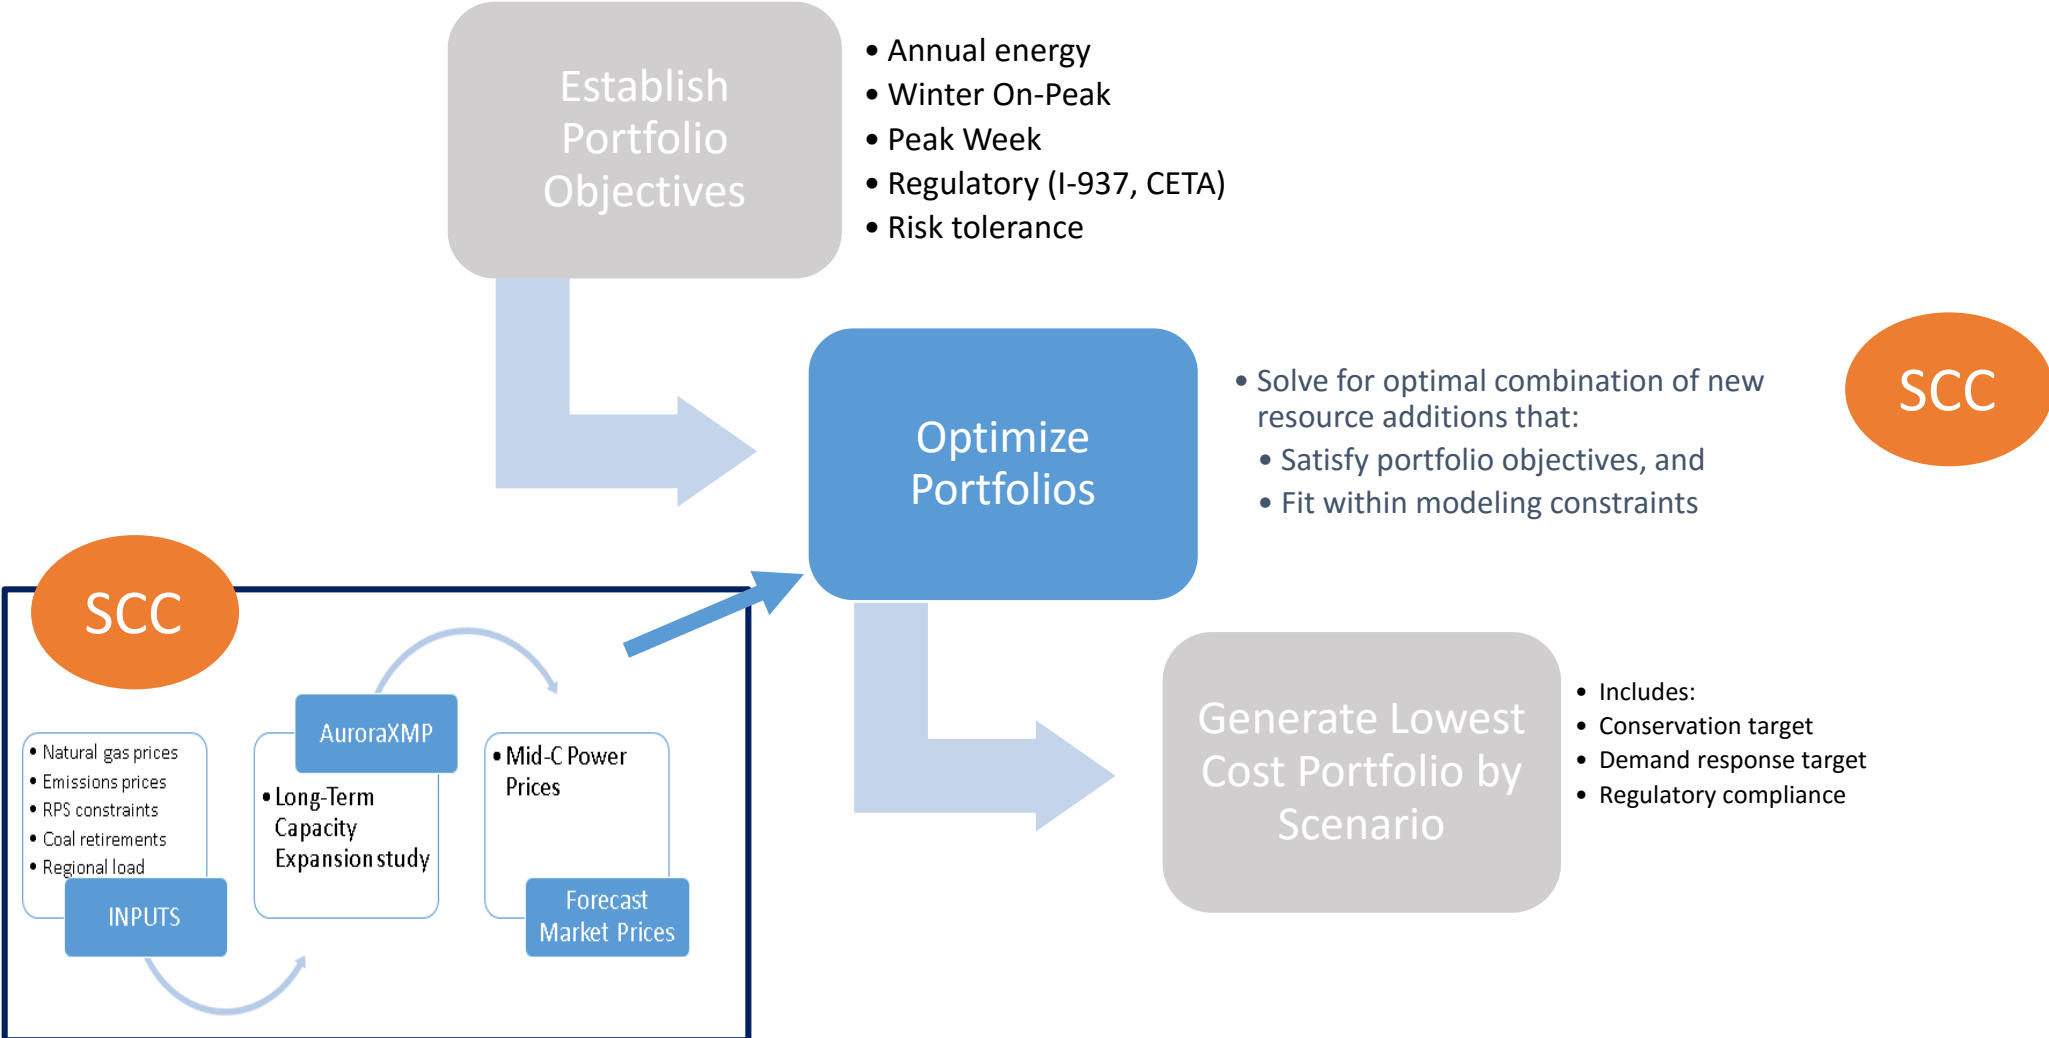 Establish
Portfolio
Objectives
• Annual energy
• Winter On-Peak
• Peak Week
• Regulatory (I-937, CETA)
• Risk tolerance
Optimize
Portfolios
• Solve for optimal combination of new
resource additions that:
• Satisfy portfolio objectives, and
• Fit within modeling constraints
SCC
SCC
• Natural gas prices
• Emissions prices
• RPS constraints
• Coal retirements
• Regional load
INPUTS
AuroraXMP
• Long-Term
Capacity
Expansion study
• Mid-C Power
Prices
Forecast
Market Prices
Generate Lowest
Cost Portfolio by
Scenario
• Includes:
• Conservation target
• Demand response target
• Regulatory compliance